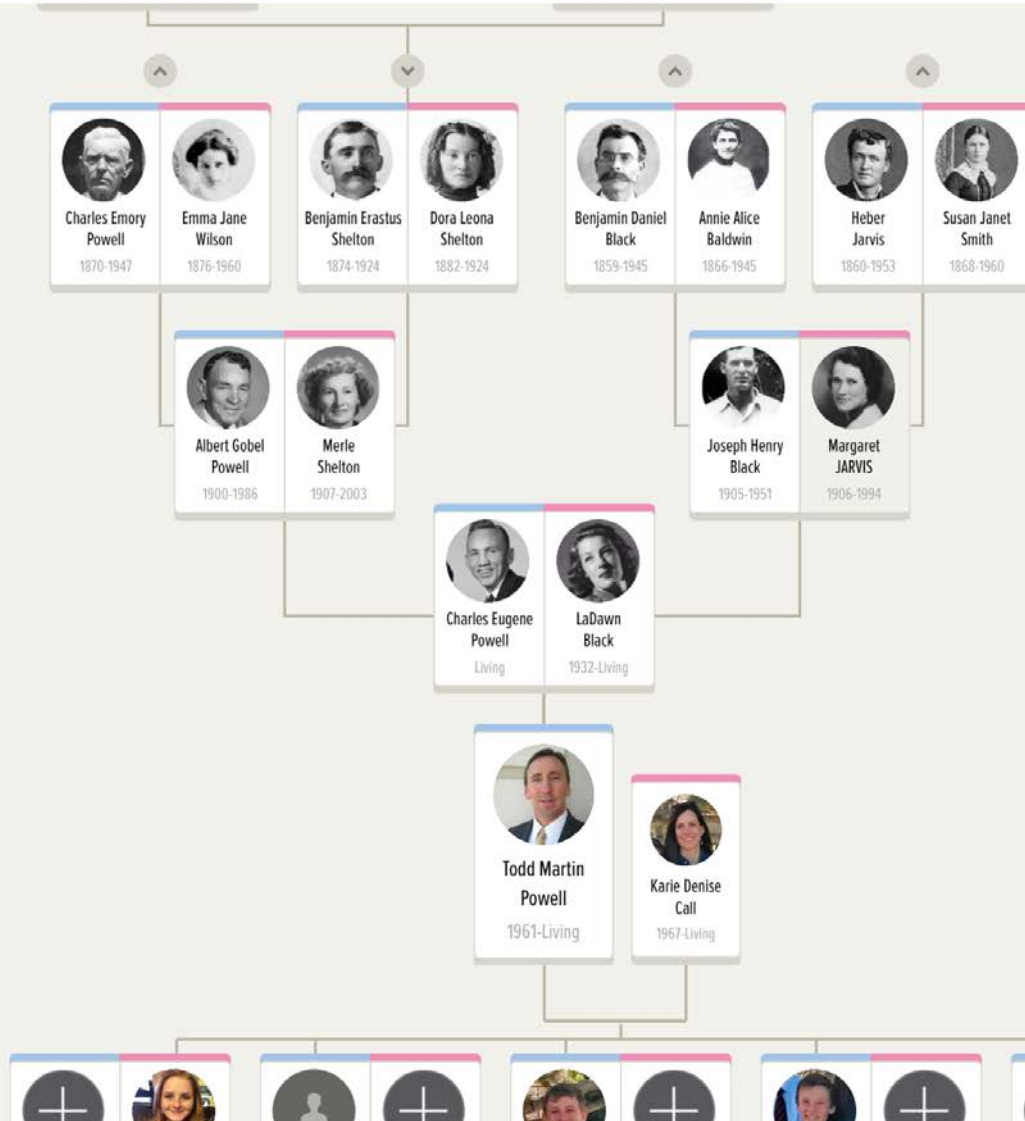 Charles Emory
Powell
1870-1947
Emma Jane
Wilson
1876-1960
Benjamin Erastus
Shelton
1874-1924
Dora Leona
Shelton
1882-1924
Benjamin Daniel
Black
1859-1945
Annie Alice
Baldwin
1866-1945
Heber
Jarvis
1860-1953
Susan Janet
Smith
1868-1960
Albert Gobel
Powell
1900-1986
Merle
Shelton
1907-2003
Joseph Henry
Black
1905-1951
Margaret
JARVIS
1906-1994
Charles Eugene
Powell
Living
LaDawn
Black
1932-Living
Todd Martin
Powell
1961-Living
Karie Denise
Call
1967-Living